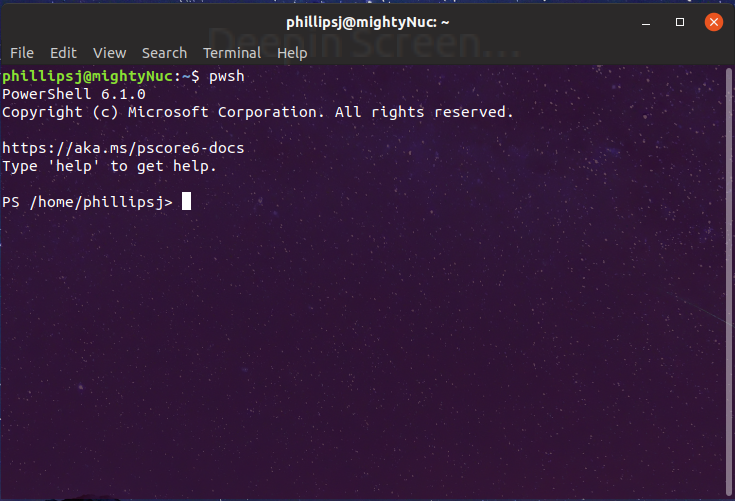 phillipsj@mightyNuc: ~
Deepin Screen...
File Edit View Search Terminal Help
phillipsj@mightyNuc:~$ pwsh
PowerShell 6.1.0
Copyright (c) Microsoft Corporation. All rights reserved.
https://aka.ms/pscore6-docs
Type 'help' to get help.
PS /home/phillipsj>